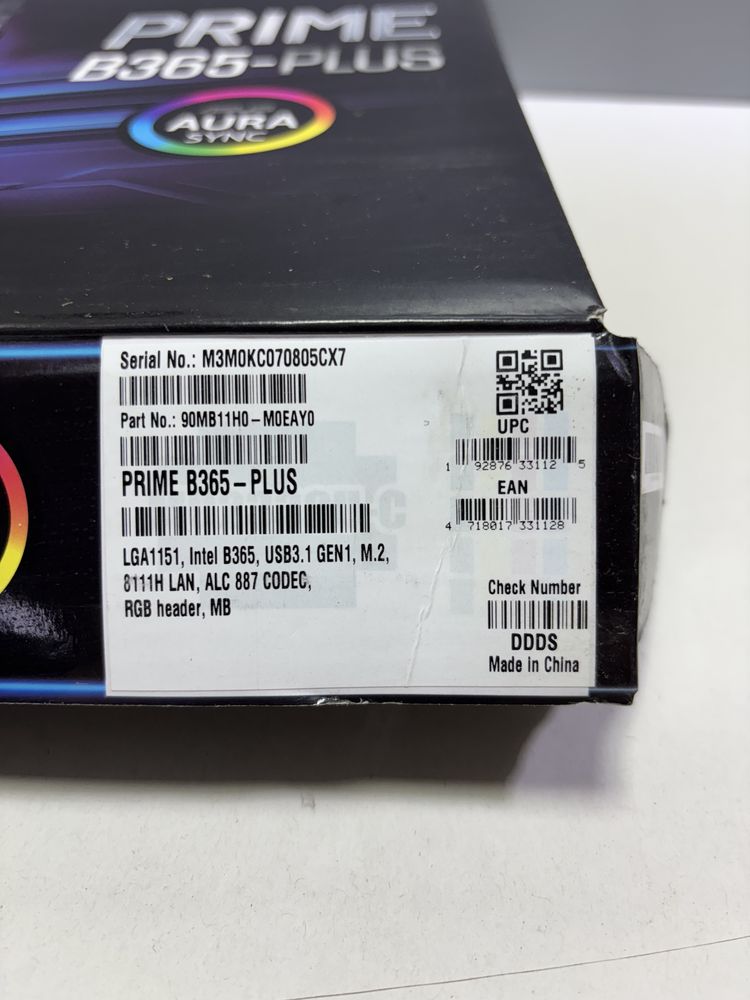 PRIME
B365-PLUS
AURA
SYNC
Serial No.: M3M0KC070805CX7
Part No.: 90MB11H0-M0EAY0
PRIME B365-PLUS
LGA1151, Intel B365, USB3.1 GEN1, M.2,
8111H LAN, ALC 887 CODEC,
RGB header, MB
UPC
1 92876 33112 5
EAN
4 718017 331128
Check Number
DDDS
Made in China